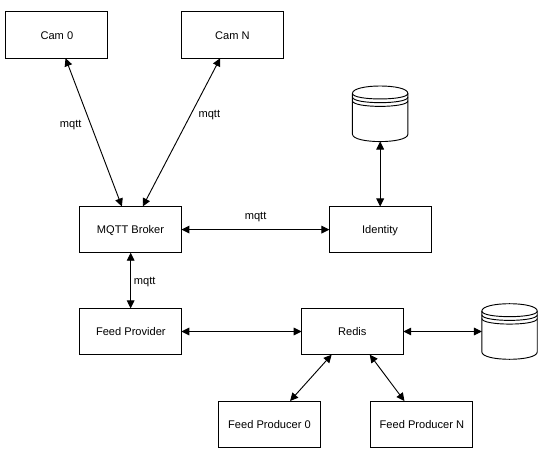 Cam 0
Cam N
mqtt
mqtt
MQTT Broker
mqtt
Identity
mqtt
Feed Provider
Redis
Feed Producer 0
Feed Producer N